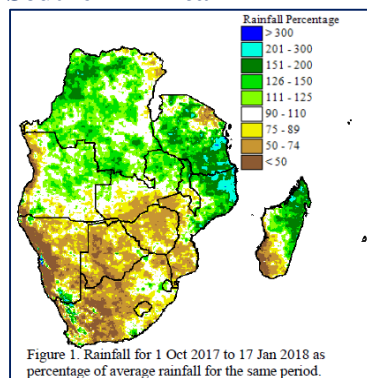 Rainfall Percentage
> 300
201 - 300
151 - 200
126 - 150
111 - 125
90 - 110
75 - 89
50 - 74
< 50
Figure 1. Rainfall for 1 Oct 2017 to 17 Jan 2018 as
percentage of average rainfall for the same period.